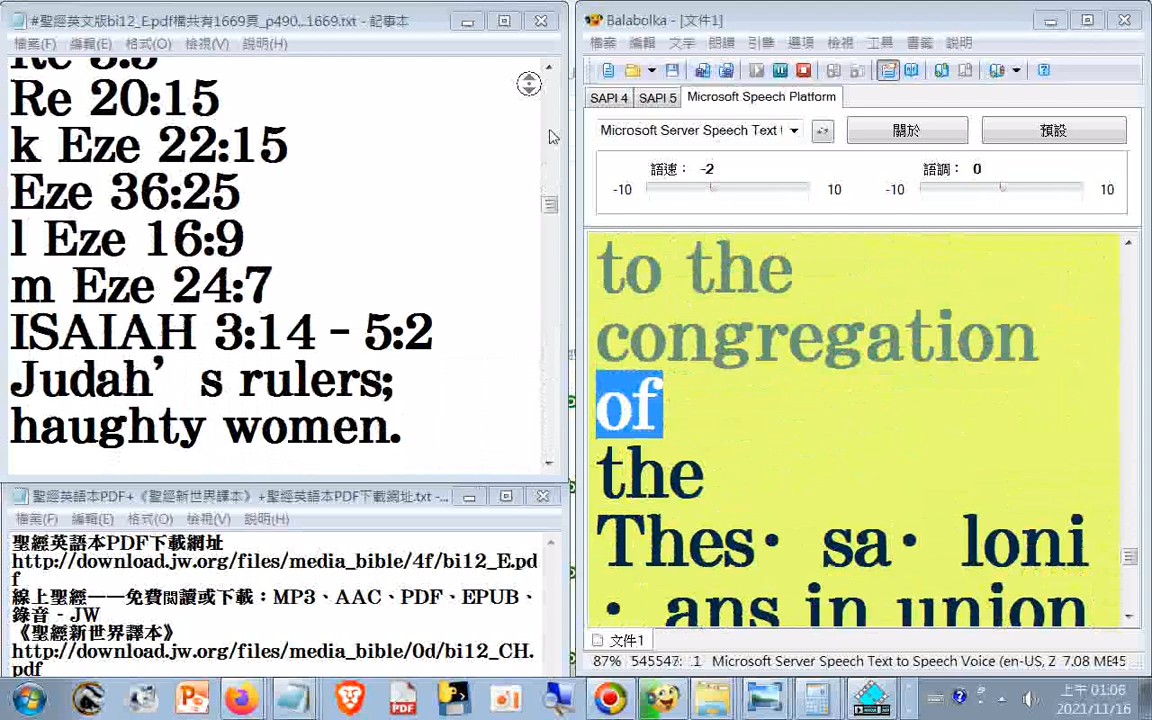 #聖經英文版bi12_E.pdf檔共有1669頁_p490...1669.txt - 記事本
檔案(F) 編輯(E) 格式(O) 檢視(V) 說明(H)
Re 3:5
Re 20:15
k Eze 22:15
Eze 36:25
l Eze 16:9
m Eze 24:7
ISAIAH 3:14 – 5:2
Judah’s rulers;
haughty women.
聖經英語本PDF+《聖經新世界譯本》+聖經英語本PDF下載網址.txt -...
檔案(F) 編輯(E) 格式(O) 檢視(V) 說明(H)
聖經英語本PDF下載網址
http://download.jw.org/files/media_bible/4f/bi12_E.pd
f
線上聖經——免費閱讀或下載：MP3、AAC、PDF、EPUB、
錄音 - JW
《聖經新世界譯本》
http://download.jw.org/files/media_bible/0d/bi12_CH.
pdf
Balabolka - [文件1]
檔案 編輯 文字 朗讀 引擎 選項 檢視 工具 書籤 說明
SAPI 4 SAPI 5 Microsoft Speech Platform
Microsoft Server Speech Text t
關於 預設
語速： -2 語調： 0
-10 10 -10 10
to the
congregation
of
the
Thes· sa· loni
· ans in union
文件1
87% 545547: .1 Microsoft Server Speech Text to Speech Voice (en-US, Z 7.08 ME45
PDF
上午 01:06
2021/11/16